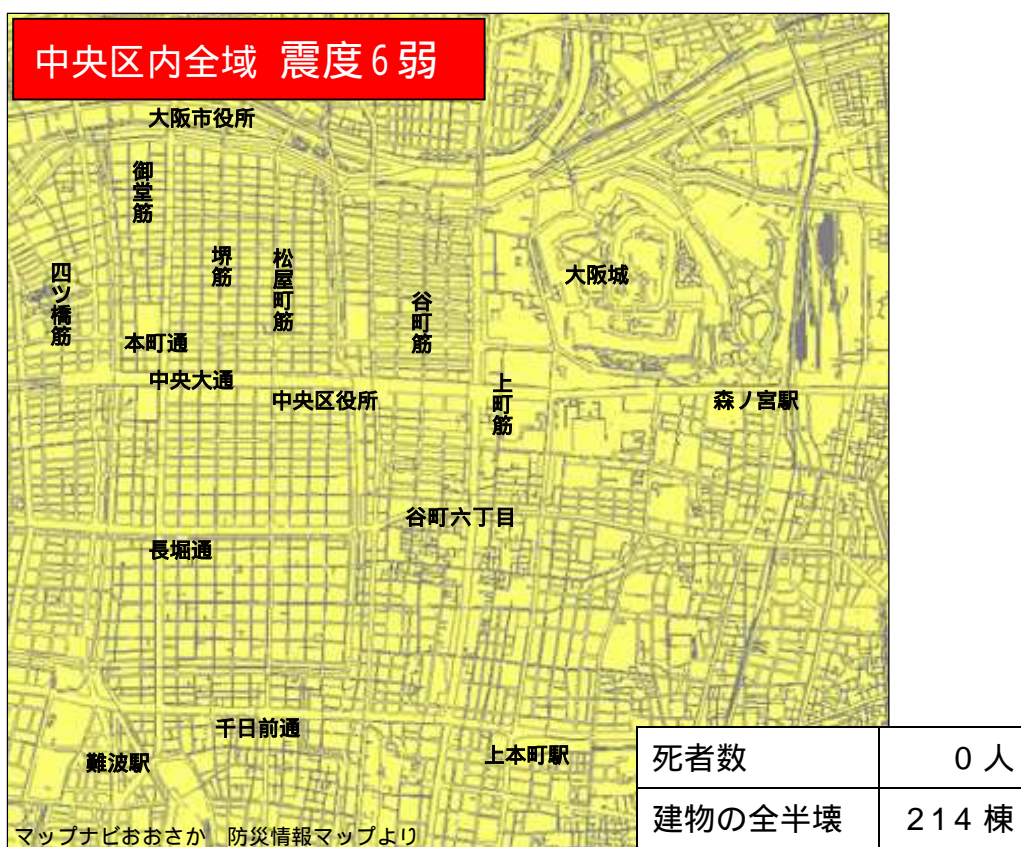 中央区内全域 震度6弱
大阪市役所
御堂筋
堺筋
松屋町筋
四ツ橋筋
谷町筋
大阪城
本町通
中央大通
中央区役所
上町筋
森ノ宮駅
谷町六丁目
長堀通
千日前通
難波駅
上本町駅
死者数 0人
建物の全半壊 214棟
マップナビおおさか 防災情報マップより